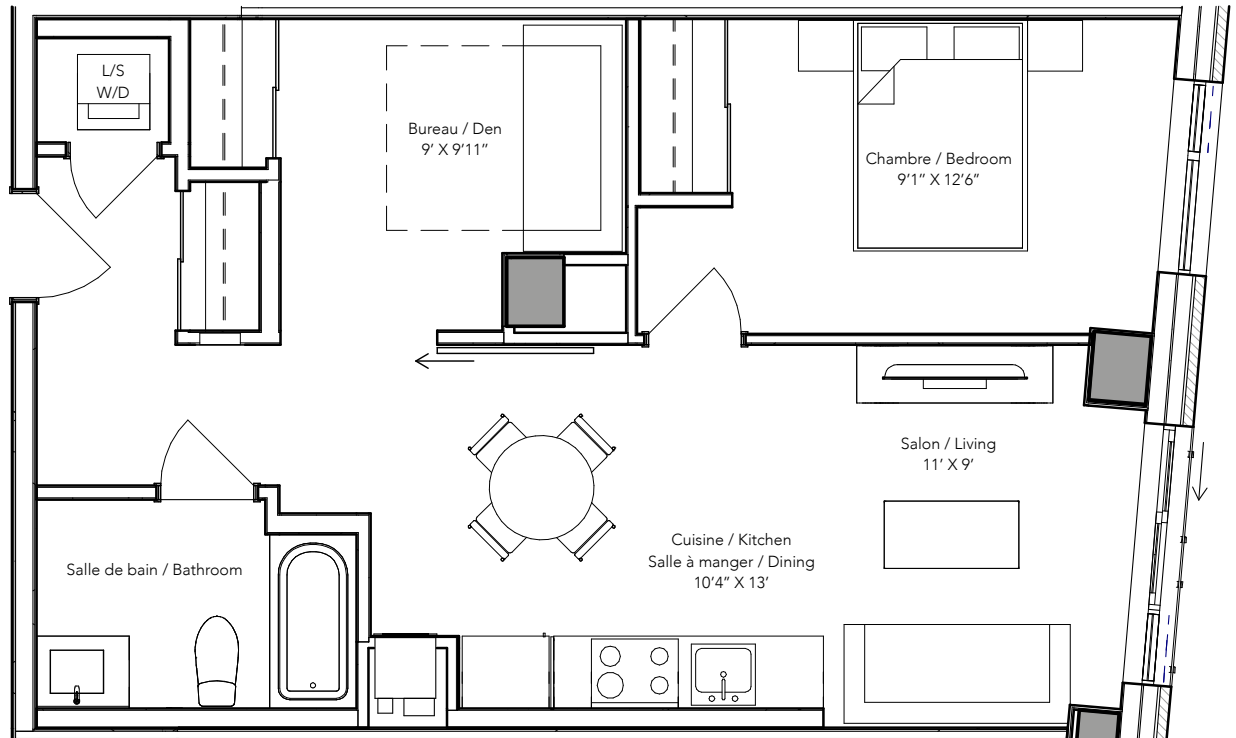 L/S
W/D
Bureau / Den
9' X 9'11"
Chambre / Bedroom
9'1" X 12'6"
Salon / Living
11' X 9'
Cuisine / Kitchen
Salle à manger / Dining
10'4" X 13'
Salle de bain / Bathroom